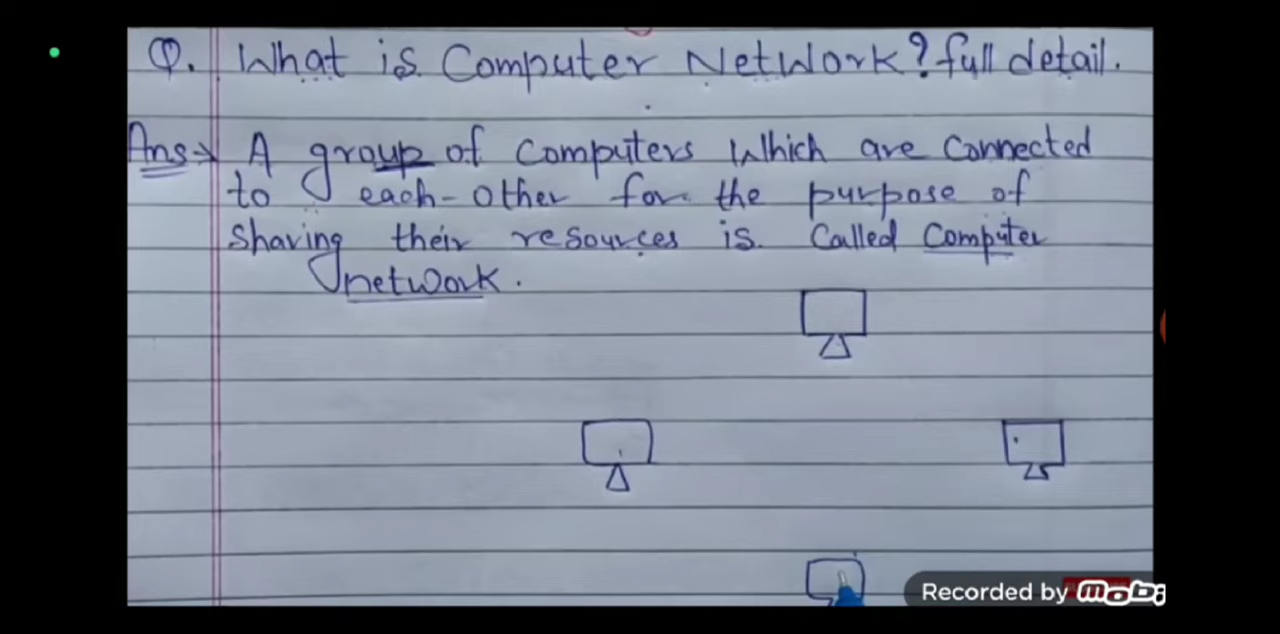 Q. What is Computer Network? full detail.
Ans→ A group of Computers which are Connected
to each-other for the purpose of
Sharing their resources is Called Computer
network.
Recorded by mobi